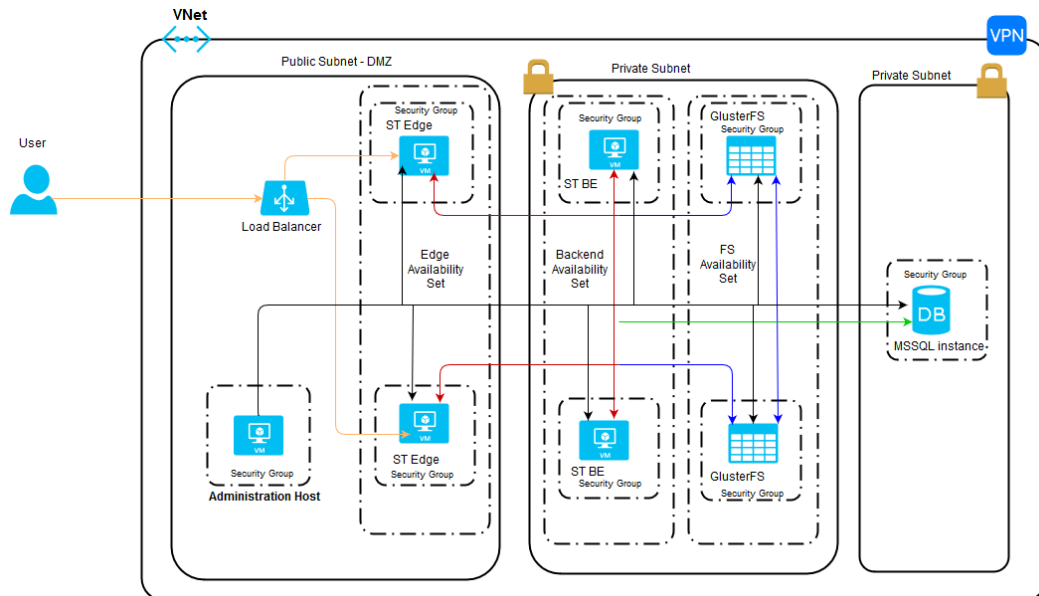 VNet
VPN
Public Subnet - DMZ
Private Subnet
Private Subnet
Security Group
ST Edge
VM
Security Group
VM
ST BE
GlusterFS
Security Group
User
Load Balancer
Edge
Availability
Set
Backend
Availability
Set
FS
Availability
Set
Security Group
DB
MSSQL instance
VM
Security Group
Administration Host
VM
ST Edge
Security Group
VM
ST BE
Security Group
GlusterFS
Security Group